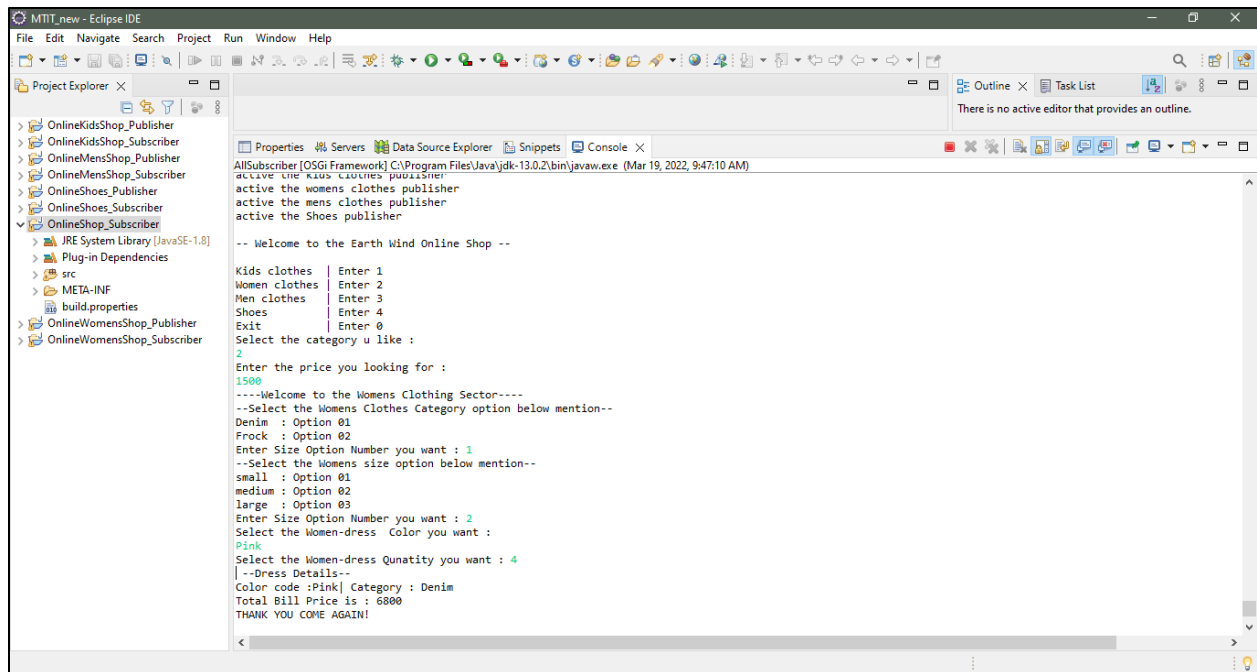 MTIT_new - Eclipse IDE
File Edit Navigate Search Project Run Window Help
Project Explorer
OnlineKidsShop_Publisher
OnlineKidsShop_Subscriber
OnlineMensShop_Publisher
OnlineMensShop_Subscriber
OnlineShoes_Publisher
OnlineShoes_Subscriber
OnlineShop_Subscriber
JRE System Library [JavaSE-1.8]
Plug-in Dependencies
src
META-INF
build.properties
OnlineWomensShop_Publisher
OnlineWomensShop_Subscriber
Outline Task List
There is no active editor that provides an outline.
Properties Servers Data Source Explorer Snippets Console
AllSubscriber [OSGi Framework] C:\Program Files\Java\jdk-13.0.2\bin\javaw.exe (Mar 19, 2022, 9:47:10 AM)
active the kids clothes publisher
active the womens clothes publisher
active the mens clothes publisher
active the Shoes publisher
-- Welcome to the Earth Wind Online Shop --
Kids clothes | Enter 1
Women clothes | Enter 2
Men clothes | Enter 3
Shoes | Enter 4
Exit | Enter 0
Select the category u like :
2
Enter the price you looking for :
1500
----Welcome to the Womens Clothing Sector----
--Select the Womens Clothes Category option below mention--
Denim : Option 01
Frock : Option 02
Enter Size Option Number you want : 1
--Select the Womens size option below mention--
small : Option 01
medium : Option 02
large : Option 03
Enter Size Option Number you want : 2
Select the Women-dress Color you want :
Pink
Select the Women-dress Qunatity you want : 4
| --Dress Details--
Color code :Pink| Category : Denim
Total Bill Price is : 6800
THANK YOU COME AGAIN!